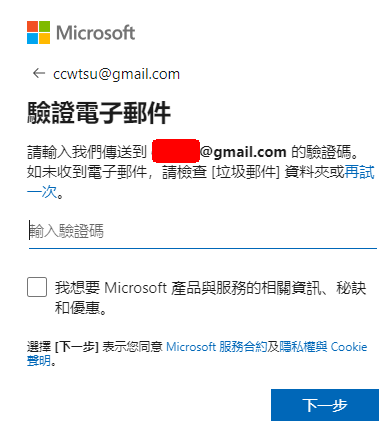 Microsoft
← ccwtsu@gmail.com
驗證電子郵件
請輸入我們傳送到 @gmail.com 的驗證碼。
如未收到電子郵件，請檢查 [垃圾郵件] 資料夾或再試
一次。
輸入驗證碼
我想要 Microsoft 產品與服務的相關資訊、秘訣
和優惠。
選擇 [下一步] 表示您同意 Microsoft 服務合約及隱私權與 Cookie
聲明。
下一步